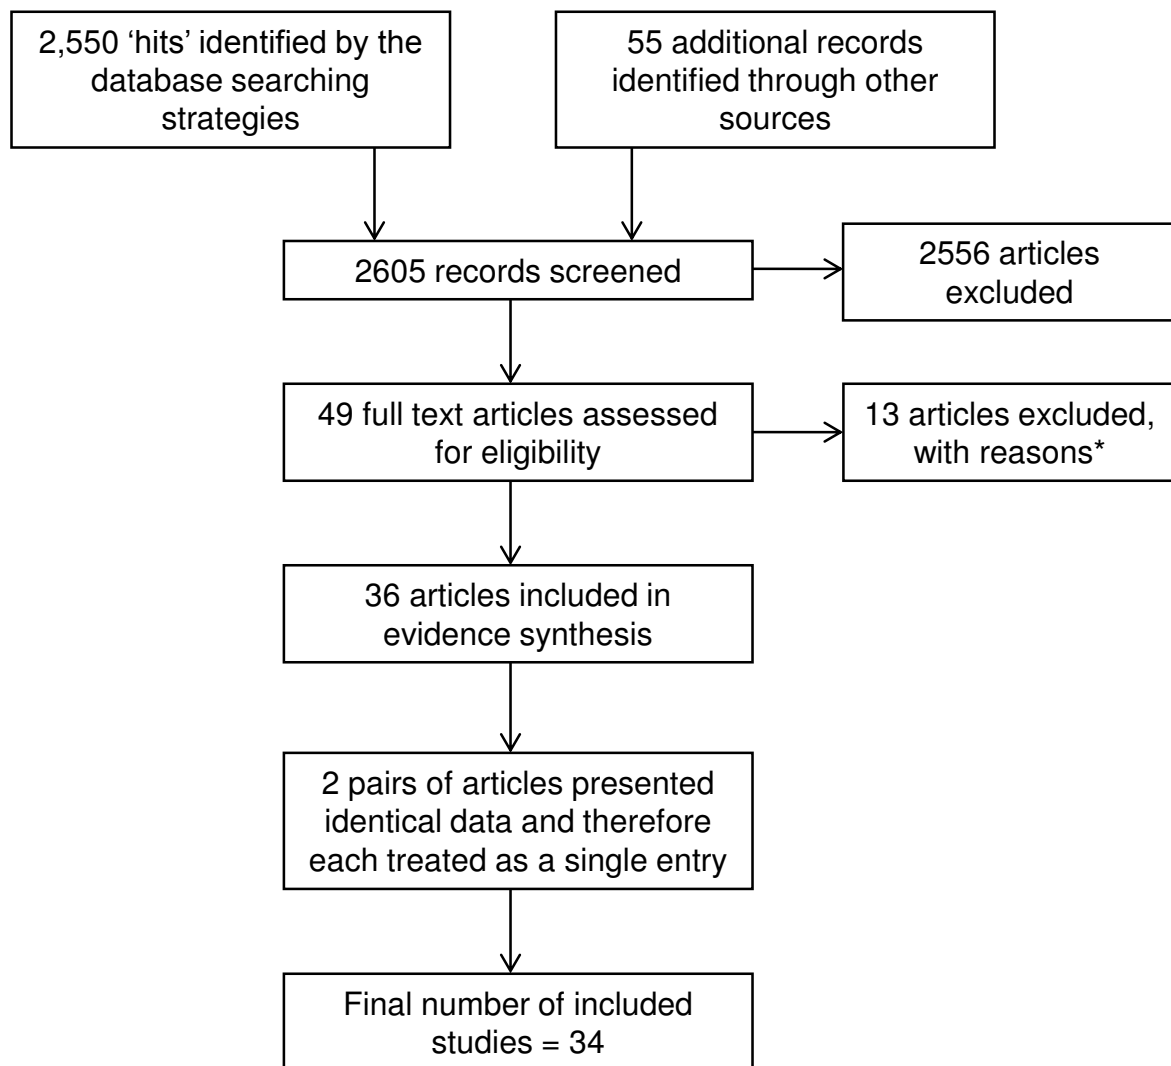 2,550 ‘hits’ identified by the
database searching
strategies
55 additional records
identified through other
sources
2605 records screened
2556 articles
excluded
49 full text articles assessed
for eligibility
13 articles excluded,
with reasons*
36 articles included in
evidence synthesis
2 pairs of articles presented
identical data and therefore
each treated as a single entry
Final number of included
studies = 34